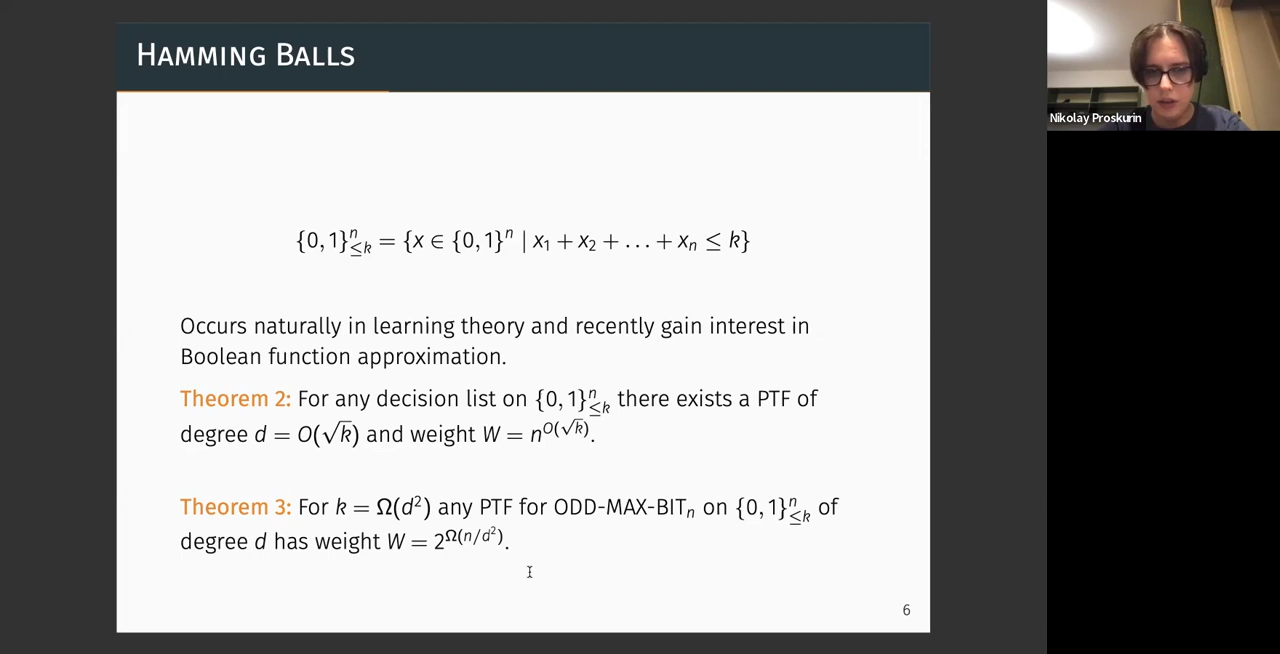 HAMMING BALLS
{0, 1}ⁿ≤ₖ = {x ∈ {0, 1}ⁿ | x₁ + x₂ + … + xₙ ≤ k}
Occurs naturally in learning theory and recently gain interest in
Boolean function approximation.
Theorem 2: For any decision list on {0, 1}ⁿ≤ₖ there exists a PTF of
degree d = O(√k) and weight W = n^O(√k).
Theorem 3: For k = Ω(d²) any PTF for ODD-MAX-BITₙ on {0, 1}ⁿ≤ₖ of
degree d has weight W = 2^Ω(n/d²).
6
Nikolay Proskurin